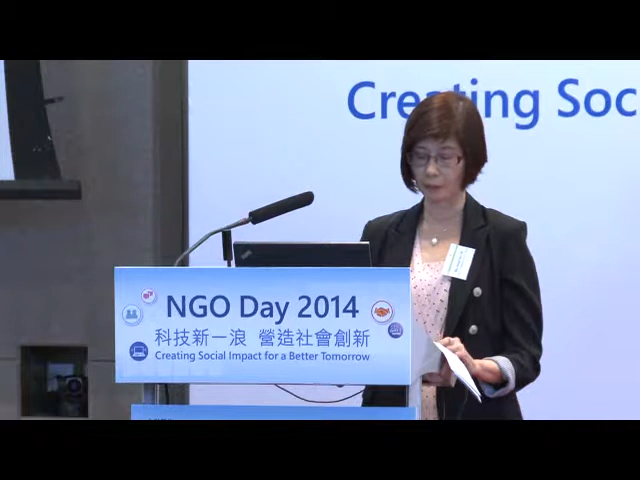 Creating Soc
NGO Day 2014
科技新一浪 營造社會創新
Creating Social Impact for a Better Tomorrow